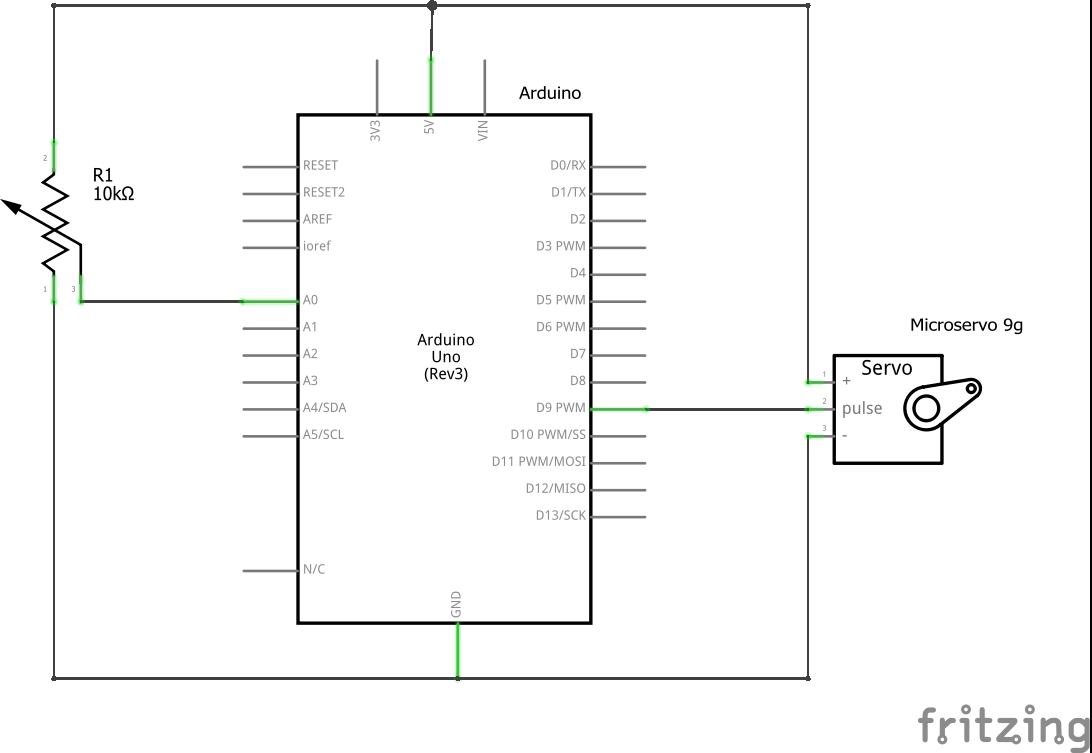 Arduino
3V3
5V
VIN
2
R1
10kΩ
1
3
RESET
RESET2
AREF
ioref
A0
A1
A2
A3
A4/SDA
A5/SCL
N/C
Arduino
Uno
(Rev3)
D0/RX
D1/TX
D2
D3 PWM
D4
D5 PWM
D6 PWM
D7
D8
D9 PWM
D10 PWM/SS
D11 PWM/MOSI
D12/MISO
D13/SCK
GND
Microservo 9g
Servo
1
+
2
pulse
3
-
fritzing